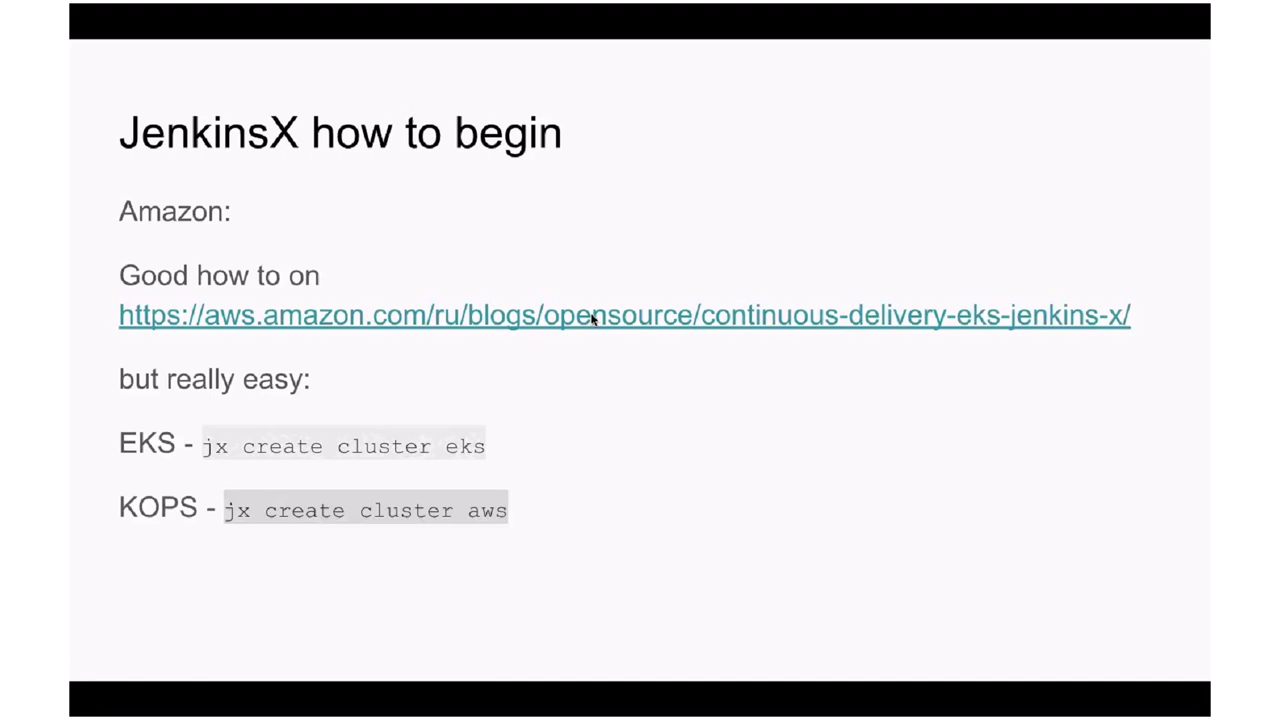 JenkinsX how to begin
Amazon:
Good how to on
https://aws.amazon.com/ru/blogs/opensource/continuous-delivery-eks-jenkins-x/
but really easy:
EKS - jx create cluster eks
KOPS - jx create cluster aws